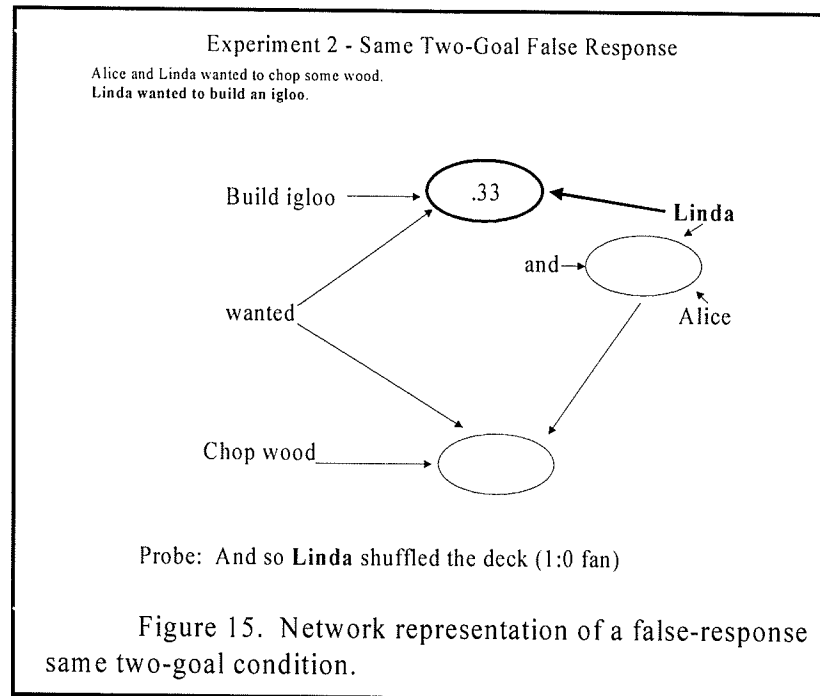 Experiment 2 - Same Two-Goal False Response
Alice and Linda wanted to chop some wood.
Linda wanted to build an igloo.
Build igloo
.33
Linda
and
wanted
Alice
Chop wood
Probe: And so Linda shuffled the deck (1:0 fan)
Figure 15. Network representation of a false-response
same two-goal condition.